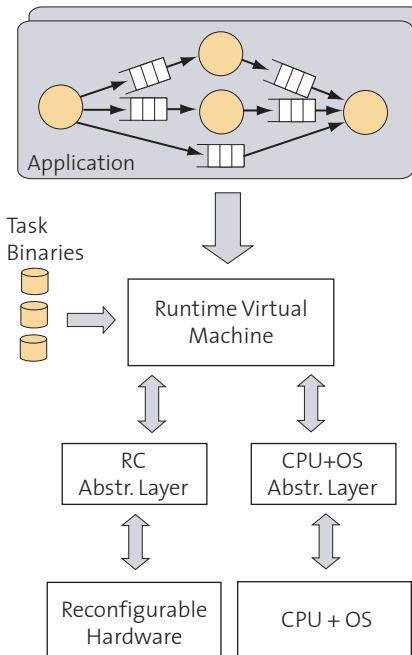 Application
Task
Binaries
Runtime Virtual
Machine
RC
Abstr. Layer
CPU+OS
Abstr. Layer
Reconfigurable
Hardware
CPU + OS